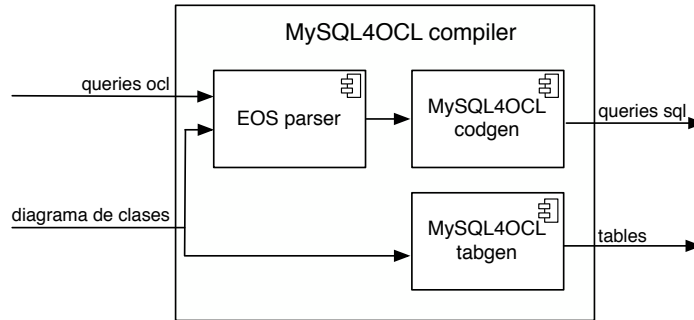 MySQL4OCL compiler
queries ocl
EOS parser
MySQL4OCL
codgen
queries sql
diagrama de clases
MySQL4OCL
tabgen
tables